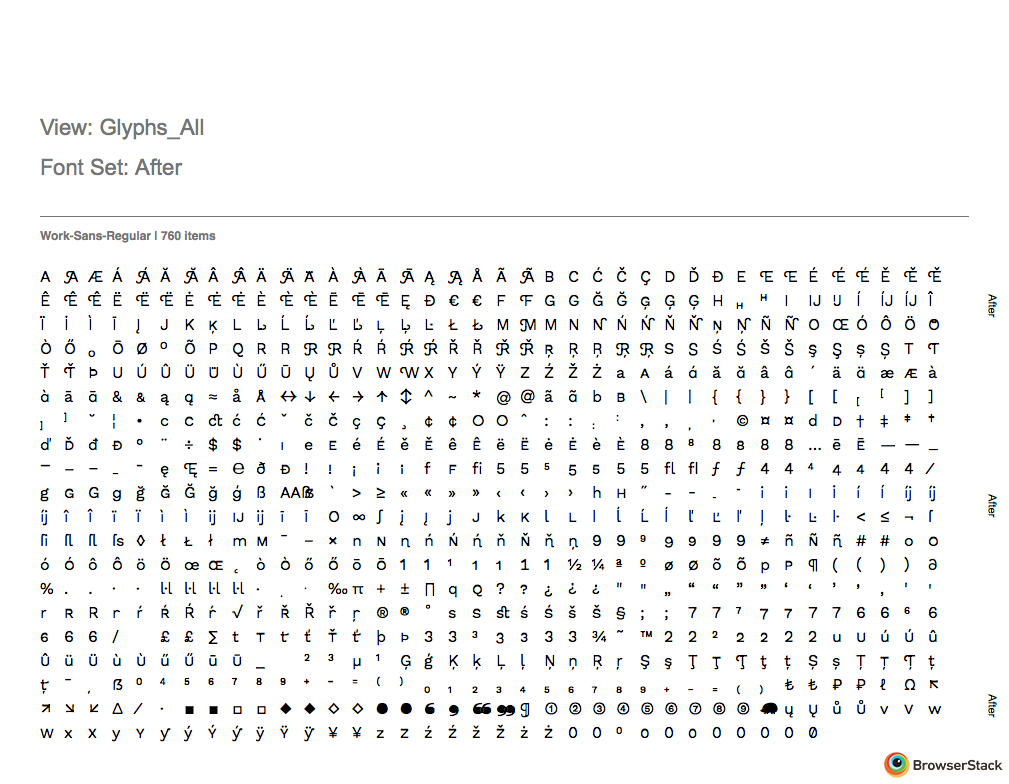 View: Glyphs_All
Font Set: After
Work-Sans-Regular | 760 items
A A Æ Á Á Ă Ă Â Â Ä Ä Ä À À Ā Ā Ą Ą Å Ã Ã B C Ć Č Ç D Ď Đ E É É É Ě Ě Ě
Ê Ê Ê Ë Ë Ë Ė Ė Ė È È È Ē Ē Ē Ę Đ € € F F G G Ğ Ğ Ģ Ģ Ģ H H H I IJ IJ Í ÍJ ÍJ Î
Ï İ Ì Ī Į J K Ķ L L Ĺ Ĺ Ľ Ľ Ļ Ļ Ŀ Ł Ł M M M N N Ń Ń Ň Ň Ņ Ņ Ñ Ñ O Œ Ó Ô Ö Ö
Ò Ő Ō Ø º Õ P Q R R R R Ŕ Ŕ Ŕ Ŕ Ř Ř Ř Ř Ŗ Ŗ Ŗ Ŗ Ŗ S S Ś Ś Š Š Ş Ş Ș Ș T T
Ť Ť Þ U Ú Û Ü Ü Ù Ű Ū Ų Ů V W W X Y Ý Ÿ Z Ź Ž Ż a A á á ă ă â â ´ ä ä æ Æ à
à ā ā & & ą ą ≈ å Å ↔ ↓ ← → ↑ ↕ ^ ~ * @ @ ã ã b B \ | | { { } } [ [ [ [ ] ]
] ] ˘ ¦ • c c ct ć ć ˇ č č ç ç ¸ ¢ ¢ O O ˆ : : : : , , , © ¤ ¤ d D † ‡ ‡ †
ď Ď đ Đ ° ¨ ÷ $ $ ˙ ı e E é É ě Ě ê Ê ë Ë ė Ė è È 8 8 8 8 8 8 8 … ē Ē — — _
– – ę Ę = ℮ ð Ð ! ! ¡ ¡ ¡ f F fi 5 5 5 5 5 5 5 fl fl ƒ ƒ 4 4 4 4 4 4 4 /
g G G g ğ Ğ Ğ ğ ģ ß ` > ≥ « « » » ‹ ‹ › › h H ˝ - - - - i i I i í í íj íj
íj î î ï ï ì ì ij IJ ij ī ī O ∞ ∫ į į j J k K l L l ĺ Ĺ ĺ ľ Ľ ľ ļ ŀ Ŀ ŀ < ≤ ¬ ſ
◊ ł Ł ł m M ¯ − × n N n ń Ń ń ň Ň ň ņ 9 9 9 9 9 9 9 ≠ ñ Ñ ñ # # o O
ó ó ô ô ö ö œ Œ ˛ ò ò ő ő ō ō 1 1 1 1 1 1 1 ½ ¼ ª º ø ø õ õ p P ¶ ( ( ) ) ∂
% . . · · ‰ π + ± ∏ q Q ? ? ¿ ¿ ¿ " " „ “ “ ” ” ‘ ’ ‚ ' '
r R R r ŕ Ŕ Ŕ ŕ √ ř Ř Ř ř ŗ ® ® ˚ s S st ś ś š š § ; ; 7 7 7 7 7 7 7 6 6 6 6
6 6 6 / £ £ ∑ t T t ť Ť ť þ Þ 3 3 3 3 3 3 3 ¾ ˜ ™ 2 2 2 2 2 2 2 u U ú Ú û
Û ü Ü ù Ù ű Ű ū Ū _ ² ³ µ ¹ Ģ ģ Ķ ķ Ļ ļ Ņ ņ Ŗ ŗ Ş ş Ţ ţ Ţ ţ ț Ș ș Ț Ț Ț ț
ț ¯ ß ⁰ ⁴ ⁵ ⁶ ⁷ ⁸ ⁹ ⁺ ⁻ ⁼ ⁽ ⁾ ₀ ₁ ₂ ₃ ₄ ₅ ₆ ₇ ₈ ₉ ₊ ₋ ₌ ₍ ₎ ₺ ₺ ₽ ₽ ℓ Ω ↖
↗ ↘ ↙ ∆ ∕ ∙ ■ ■ □ □ ◆ ◆ ◇ ◇ ● ● ¶ ① ② ③ ④ ⑤ ⑥ ⑦ ⑧ ⑨ ų Ų ů Ů v V w
W x X y Y ý Ý ÿ Ÿ ¥ ¥ z Z ź Ź ž Ž ż Ż 0 0 0 0 0 0 0 0 0 0 0
After
After
After
BrowserStack